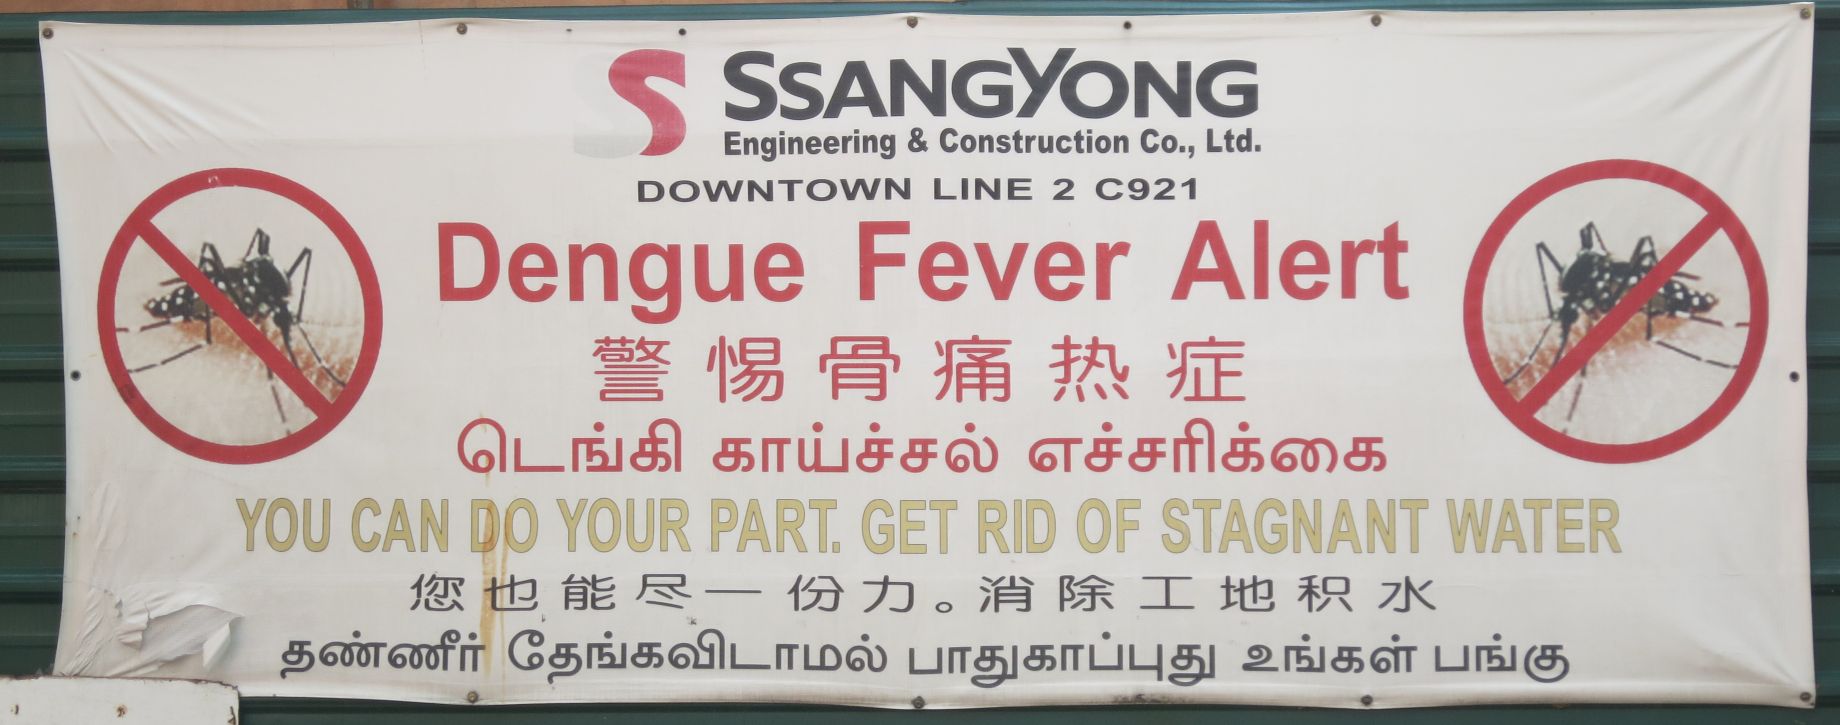 SSANGYONG
Engineering & Construction Co., Ltd.
DOWNTOWN LINE 2 C921
Dengue Fever Alert
警惕骨痛热症
டெங்கி காய்ச்சல் எச்சரிக்கை
YOU CAN DO YOUR PART. GET RID OF STAGNANT WATER
您也能尽一份力。消除工地积水
தண்ணீர் தேங்கவிடாமல் பாதுகாப்புது உங்கள் பங்கு